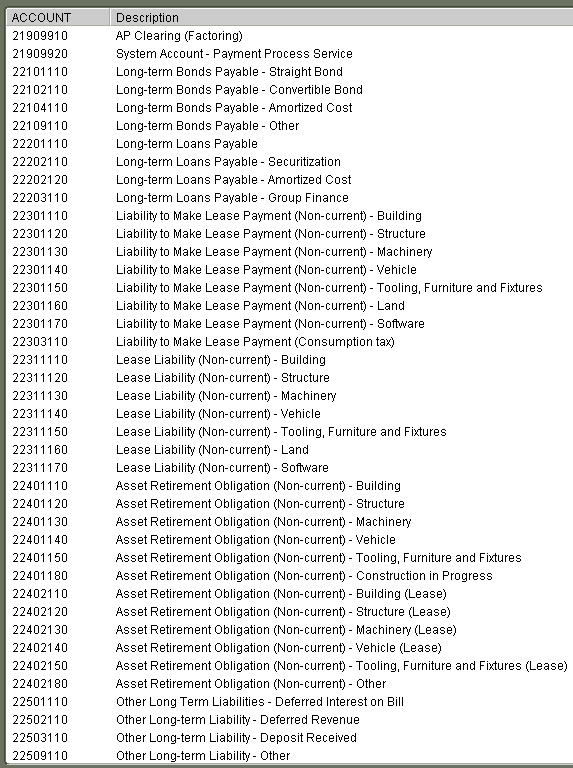 ACCOUNT Description
21909910 AP Clearing (Factoring)
21909920 System Account - Payment Process Service
22101110 Long-term Bonds Payable - Straight Bond
22102110 Long-term Bonds Payable - Convertible Bond
22104110 Long-term Bonds Payable - Amortized Cost
22109110 Long-term Bonds Payable - Other
22201110 Long-term Loans Payable
22202110 Long-term Loans Payable - Securitization
22202120 Long-term Loans Payable - Amortized Cost
22203110 Long-term Loans Payable - Group Finance
22301110 Liability to Make Lease Payment (Non-current) - Building
22301120 Liability to Make Lease Payment (Non-current) - Structure
22301130 Liability to Make Lease Payment (Non-current) - Machinery
22301140 Liability to Make Lease Payment (Non-current) - Vehicle
22301150 Liability to Make Lease Payment (Non-current) - Tooling, Furniture and Fixtures
22301160 Liability to Make Lease Payment (Non-current) - Land
22301170 Liability to Make Lease Payment (Non-current) - Software
22303110 Liability to Make Lease Payment (Consumption tax)
22311110 Lease Liability (Non-current) - Building
22311120 Lease Liability (Non-current) - Structure
22311130 Lease Liability (Non-current) - Machinery
22311140 Lease Liability (Non-current) - Vehicle
22311150 Lease Liability (Non-current) - Tooling, Furniture and Fixtures
22311160 Lease Liability (Non-current) - Land
22311170 Lease Liability (Non-current) - Software
22401110 Asset Retirement Obligation (Non-current) - Building
22401120 Asset Retirement Obligation (Non-current) - Structure
22401130 Asset Retirement Obligation (Non-current) - Machinery
22401140 Asset Retirement Obligation (Non-current) - Vehicle
22401150 Asset Retirement Obligation (Non-current) - Tooling, Furniture and Fixtures
22401180 Asset Retirement Obligation (Non-current) - Construction in Progress
22402110 Asset Retirement Obligation (Non-current) - Building (Lease)
22402120 Asset Retirement Obligation (Non-current) - Structure (Lease)
22402130 Asset Retirement Obligation (Non-current) - Machinery (Lease)
22402140 Asset Retirement Obligation (Non-current) - Vehicle (Lease)
22402150 Asset Retirement Obligation (Non-current) - Tooling, Furniture and Fixtures (Lease)
22402180 Asset Retirement Obligation (Non-current) - Other
22501110 Other Long Term Liabilities - Deferred Interest on Bill
22502110 Other Long-term Liability - Deferred Revenue
22503110 Other Long-term Liability - Deposit Received
22509110 Other Long-term Liability - Other